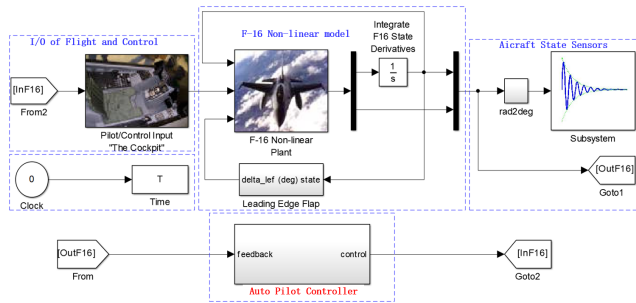 I/O of Flight and Control
[InF16]
From2
Pilot/Control Input
"The Cockpit"
0
Clock
T
Time
F-16 Non-linear model
F-16 Non-linear
Plant
Integrate
F16 State
Derivatives
1
s
delta_lef (deg) state
Leading Edge Flap
Aicraft State Sensors
rad2deg
Subsystem
[OutF16]
Goto1
[OutF16]
From
feedback
control
Auto Pilot Controller
[InF16]
Goto2